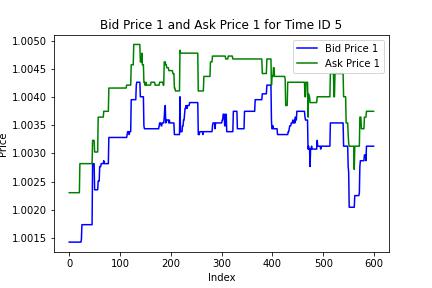 Bid Price 1 and Ask Price 1 for Time ID 5
Bid Price 1
Ask Price 1
Price
1.0050
1.0045
1.0040
1.0035
1.0030
1.0025
1.0020
1.0015
0 100 200 300 400 500 600
Index